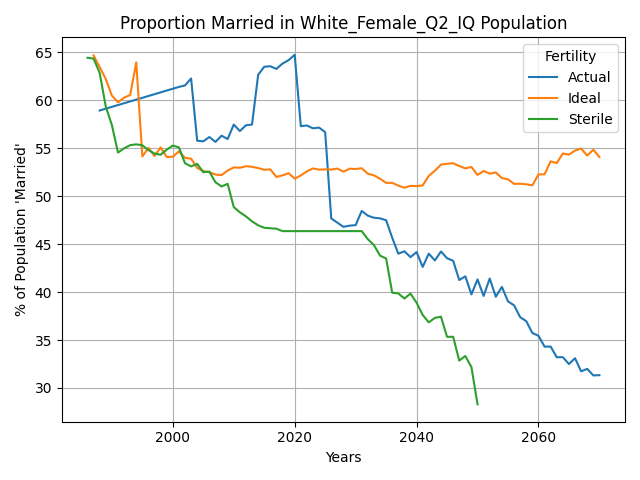 Proportion Married in White_Female_Q2_IQ Population
% of Population 'Married'
65
60
55
50
45
40
35
30
2000
2020
2040
2060
Years
Fertility
Actual
Ideal
Sterile